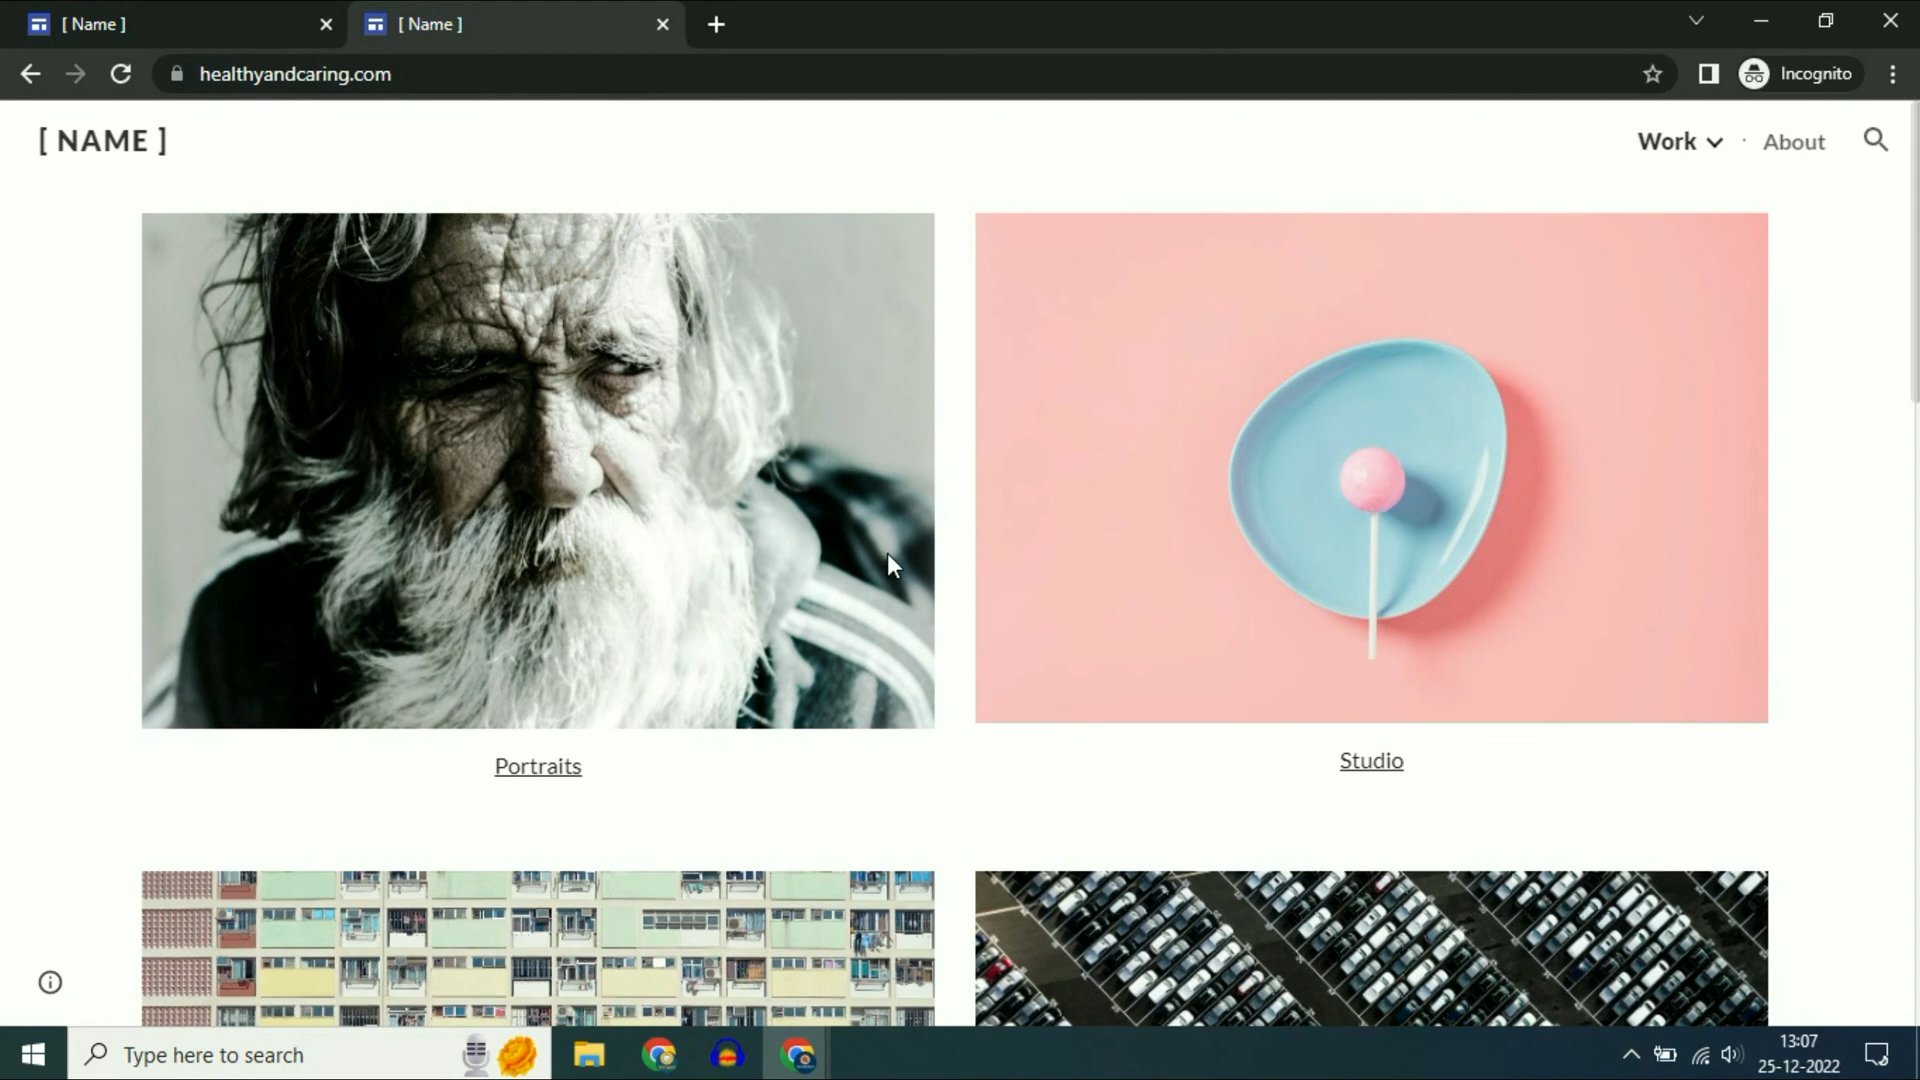 [ Name ]
[ Name ]
healthyandcaring.com
Incognito
[ NAME ]
Work
About
Portraits
Studio
Type here to search
13:07
25-12-2022